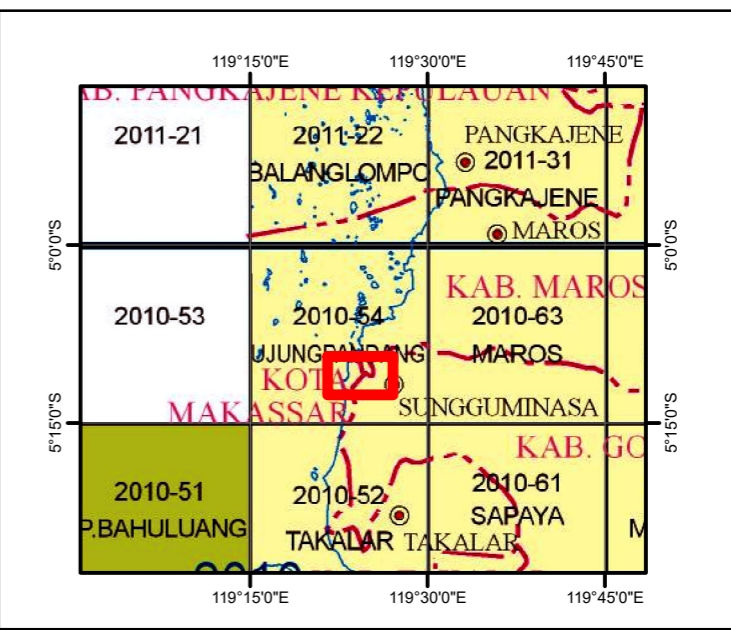 119°15'0"E 119°30'0"E 119°45'0"E
AB. PANGKAJENE KEPULAUAN
2011-21 2011-22 PANGKAJENE
2011-31
BALANGLOMPO
PANGKAJENE
MAROS
5°0'0"S 5°0'0"S
KAB. MAROS
2010-53 2010-54 2010-63
UJUNGPANDANG MAROS
KOTA
MAKASSAR SUNGGUMINASA
5°15'0"S 5°15'0"S
KAB. GO
2010-51 2010-52 2010-61
P.BAHULUANG SAPAYA
TAKALAR TAKALAR M
119°15'0"E 119°30'0"E 119°45'0"E